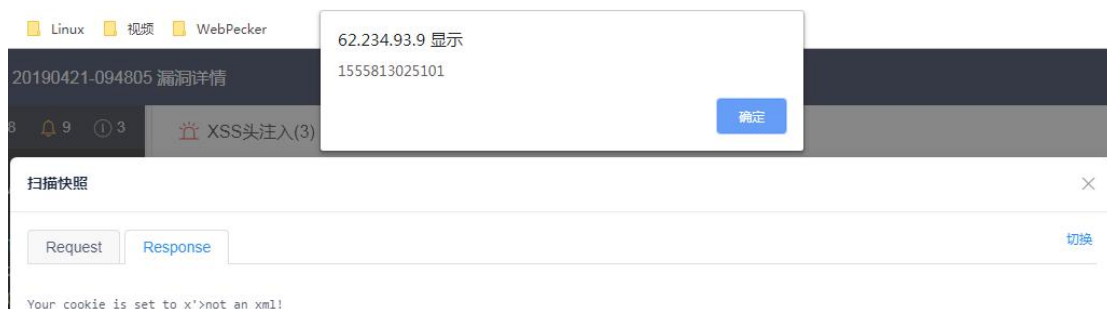 Linux 视频 WebPecker
62.234.93.9 显示
1555813025101
确定
20190421-094805 漏洞详情
8 9 3 XSS头注入(3)
扫描快照
Request Response 切换
Your cookie is set to x'>not an xml!